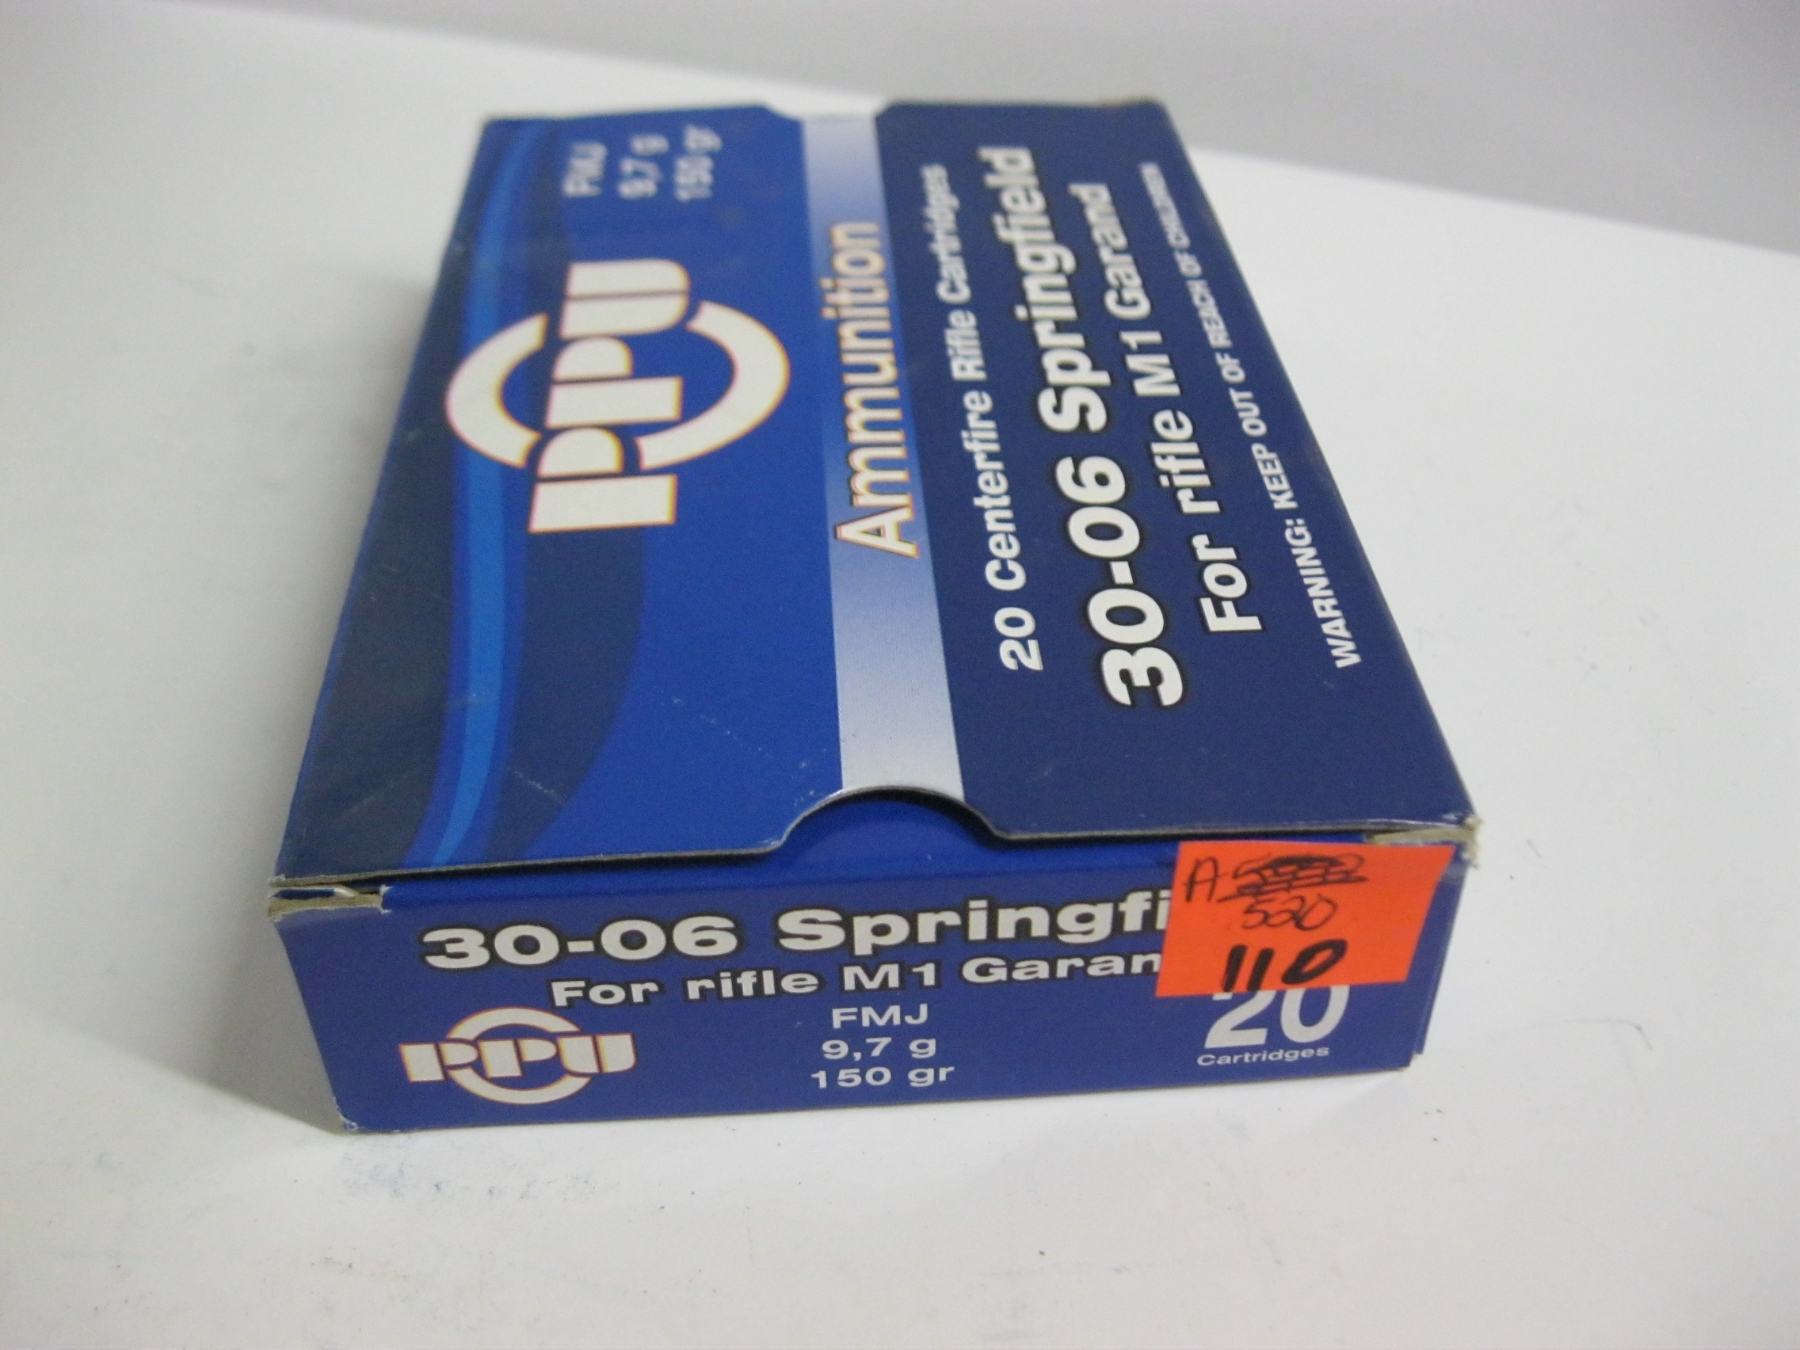 FMJ
9,7 g
150 gr
PPU
Ammunition
20 Centerfire Rifle Cartridges
30-06 Springfield
For rifle M1 Garand
WARNING: KEEP OUT OF REACH OF CHILDREN
30-06 Springfi
For rifle M1 Garan
FMJ
9,7 g
150 gr
PPU
20
Cartridges
A
520
110